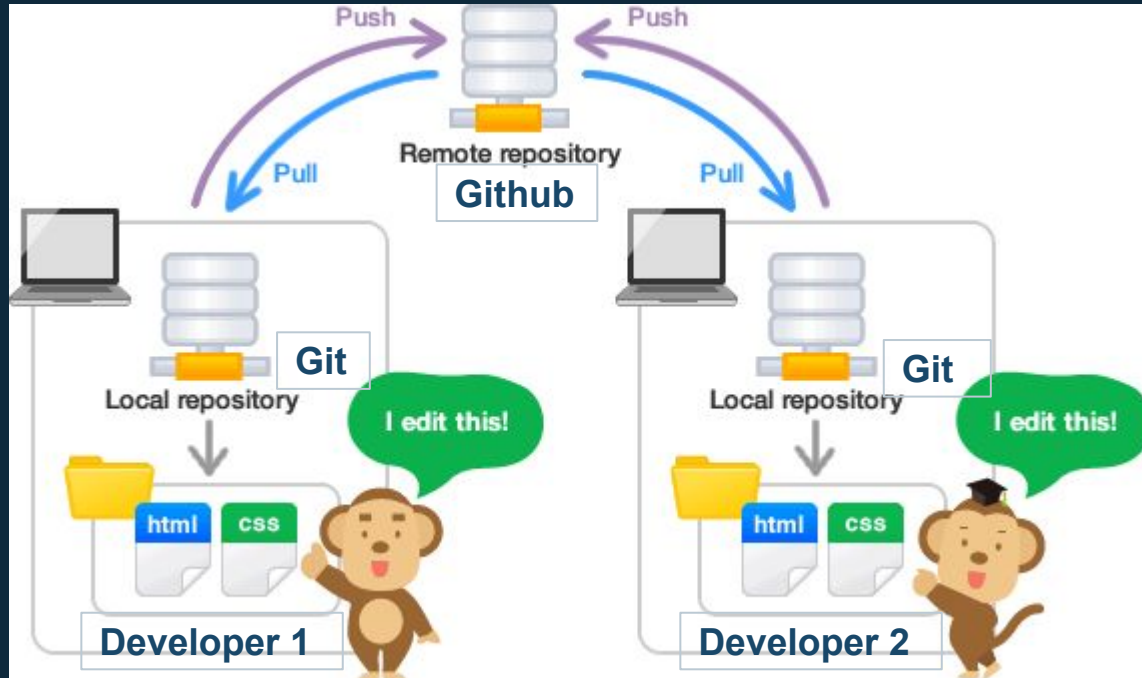 Push
Push
Remote repository
Pull
Pull
Github
Git
Git
Local repository
Local repository
I edit this!
I edit this!
html
css
html
css
Developer 1
Developer 2